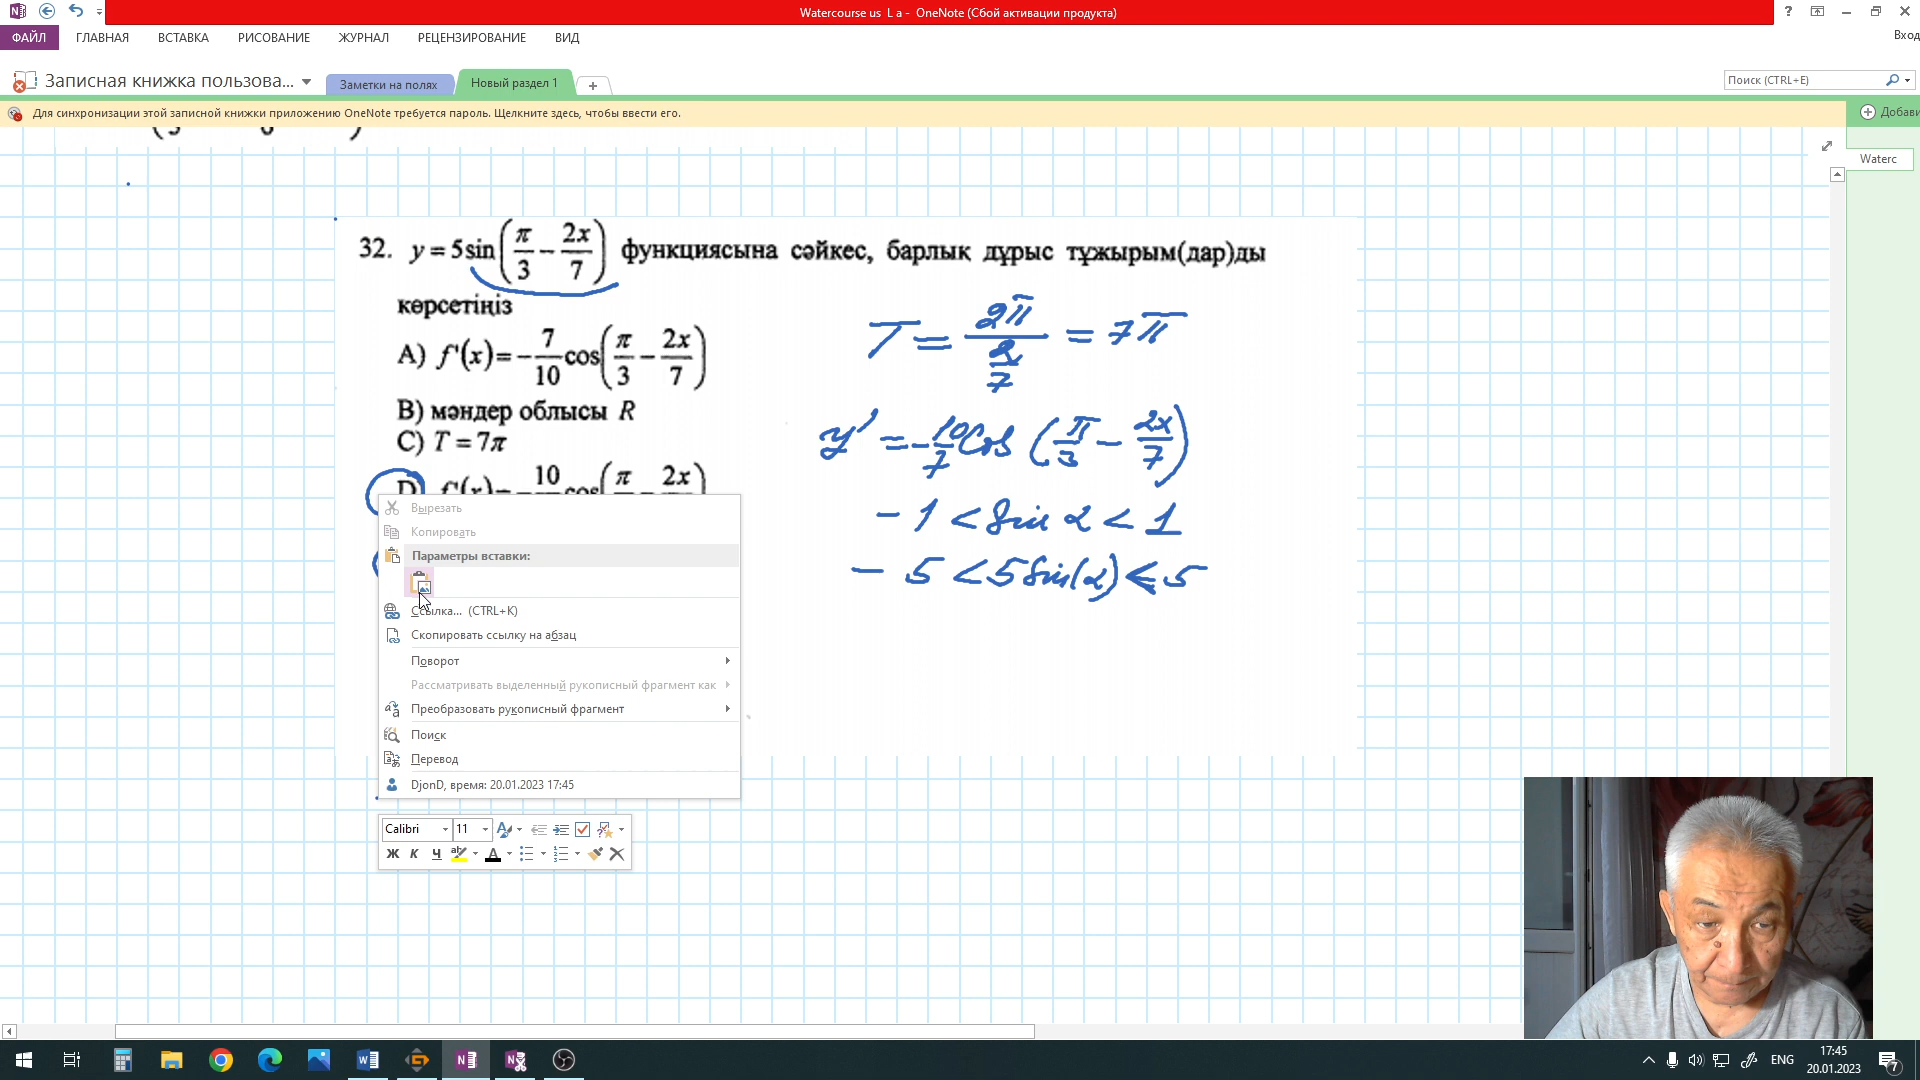 Watercourse us L a - OneNote (Сбой активации продукта)
ФАЙЛ ГЛАВНАЯ ВСТАВКА РИСОВАНИЕ ЖУРНАЛ РЕЦЕНЗИРОВАНИЕ ВИД Вход
Записная книжка пользова... Заметки на полях Новый раздел 1 + Поиск (CTRL+E)
Для синхронизации этой записной книжки приложению OneNote требуется пароль. Щелкните здесь, чтобы ввести его. Добави
Waterc
32. y = 5sin(π/3 − 2x/7) функциясына сәйкес, барлық дұрыс тұжырым(дар)ды
көрсетіңіз
T = 2π/(2/7) = 7π
A) f'(x) = −7/10 cos(π/3 − 2x/7)
B) мәндер облысы R
C) T = 7π
y' = −10/7 Cos (π/3 − 2x/7)
− 1 < Sin α < 1
− 5 < 5 Sin(α) ≤ 5
Вырезать
Копировать
Параметры вставки:
Ссылка... (CTRL+K)
Скопировать ссылку на абзац
Поворот
Рассматривать выделенный рукописный фрагмент как
Преобразовать рукописный фрагмент
Поиск
Перевод
DjonD, время: 20.01.2023 17:45
Calibri 11
Ж К Ч ab A
ENG 17:45
20.01.2023 7